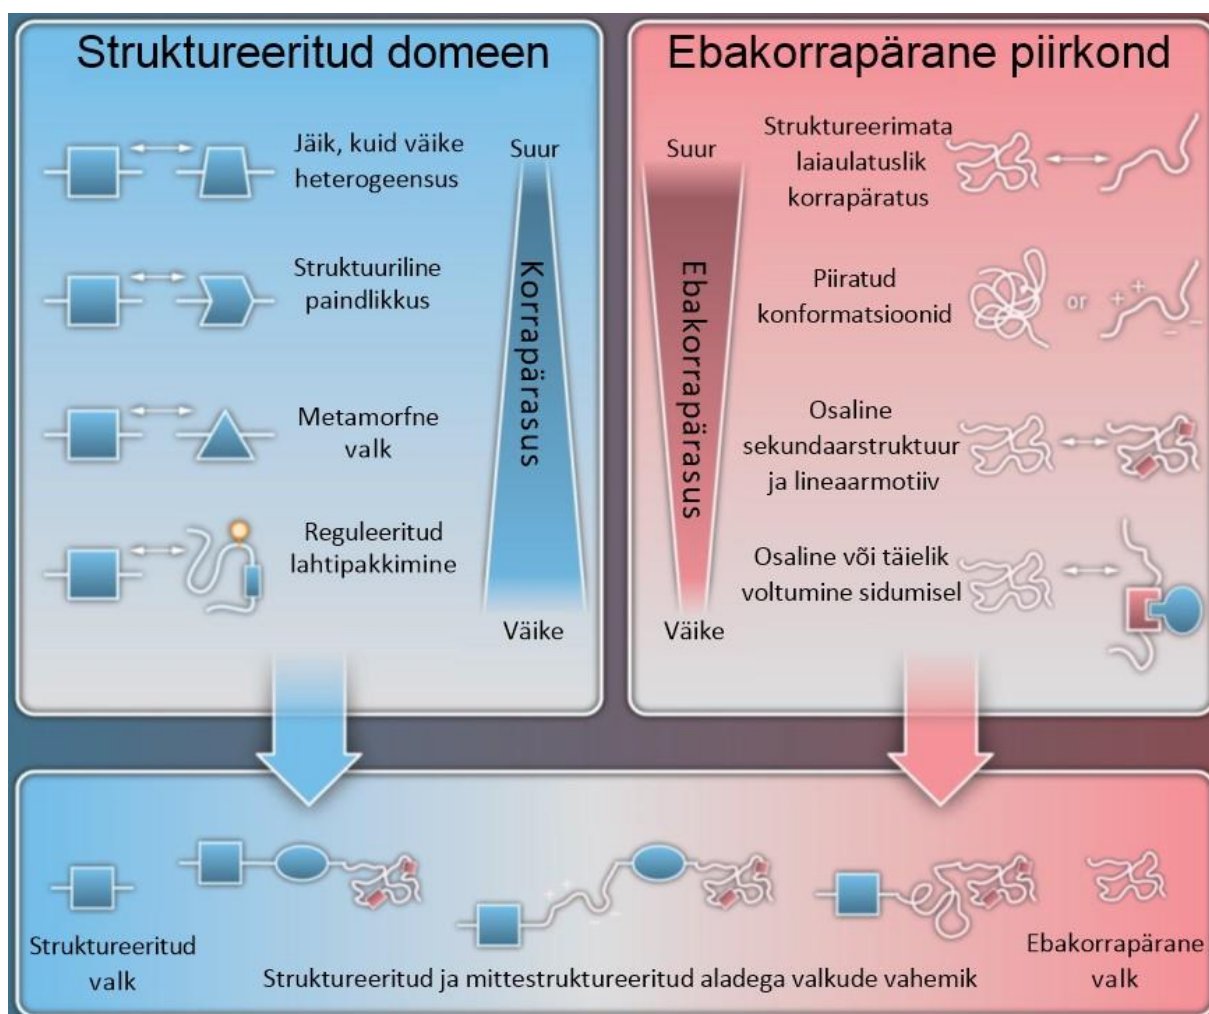 Struktureeritud domeen
Jäik, kuid väike
heterogeensus
Struktuuriline
paindlikkus
Metamorfne
valk
Reguleeritud
lahtipakkimine
Suur
Korrapärasus
Väike
Ebakorrapärane piirkond
Suur
Ebakorrapärasus
Väike
Struktureerimata
laiaulatuslik
korrapäratus
Piiratud
konformatsioonid
or
++
– –
Osaline
sekundaarstruktuur
ja lineaarmotiiv
Osaline või täielik
voltumine sidumisel
Struktureeritud
valk
Struktureeritud ja mittestruktureeritud aladega valkude vahemik
Ebakorrapärane
valk